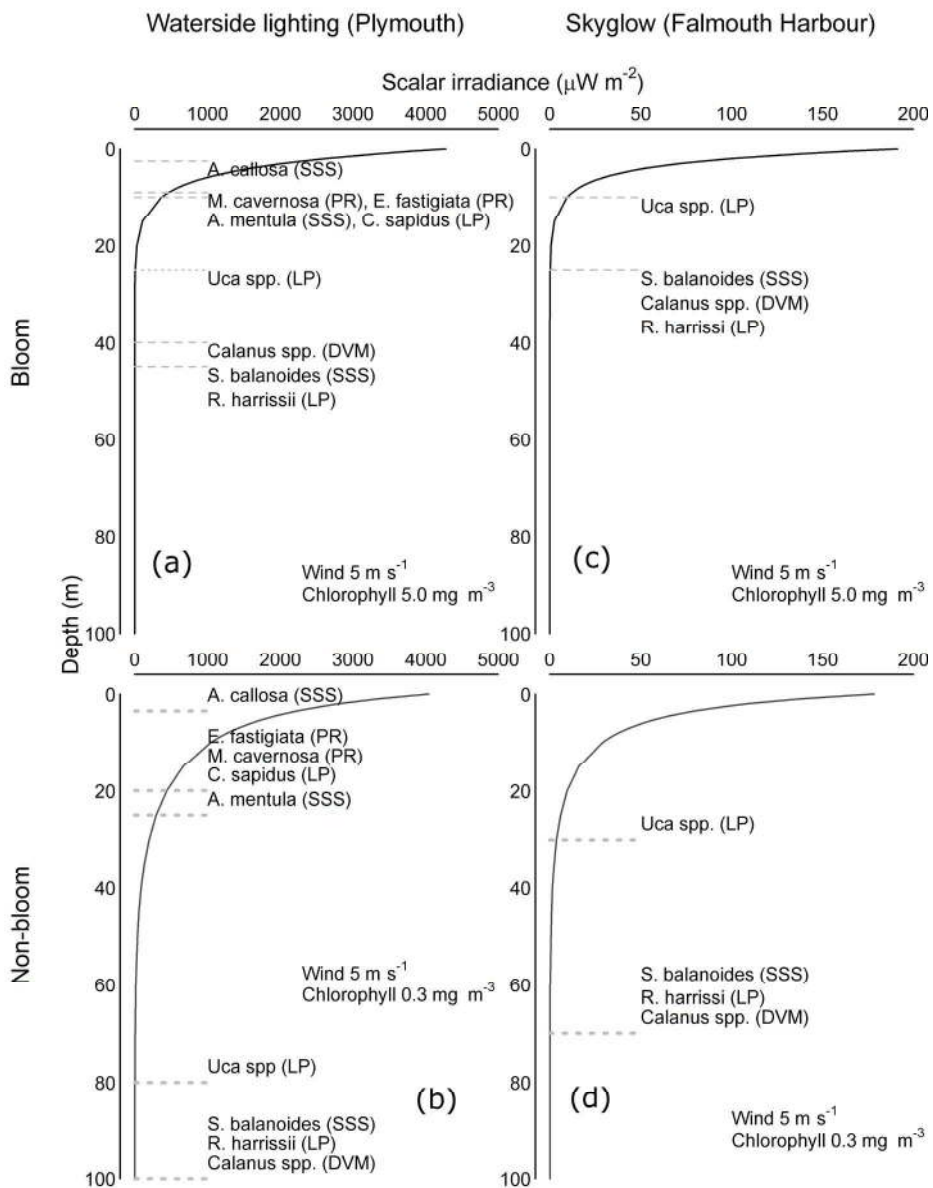 Waterside lighting (Plymouth)
Skyglow (Falmouth Harbour)
Scalar irradiance (μW m-2)
0 1000 2000 3000 4000 5000
0 50 100 150 200
Bloom
Depth (m)
0
20
40
60
80
100
A. callosa (SSS)
M. cavernosa (PR), E. fastigiata (PR)
A. mentula (SSS), C. sapidus (LP)
Uca spp. (LP)
Calanus spp. (DVM)
S. balanoides (SSS)
R. harrissii (LP)
(a)
Wind 5 m s-1
Chlorophyll 5.0 mg m-3
0
20
40
60
80
100
Uca spp. (LP)
S. balanoides (SSS)
Calanus spp. (DVM)
R. harrissi (LP)
(c)
Wind 5 m s-1
Chlorophyll 5.0 mg m-3
Non-bloom
0 1000 2000 3000 4000 5000
0
20
40
60
80
100
A. callosa (SSS)
E. fastigiata (PR)
M. cavernosa (PR)
C. sapidus (LP)
A. mentula (SSS)
Wind 5 m s-1
Chlorophyll 0.3 mg m-3
Uca spp (LP)
(b)
S. balanoides (SSS)
R. harrissii (LP)
Calanus spp. (DVM)
0 50 100 150 200
0
20
40
60
80
100
Uca spp. (LP)
S. balanoides (SSS)
R. harrissi (LP)
Calanus spp. (DVM)
(d)
Wind 5 m s-1
Chlorophyll 0.3 mg m-3